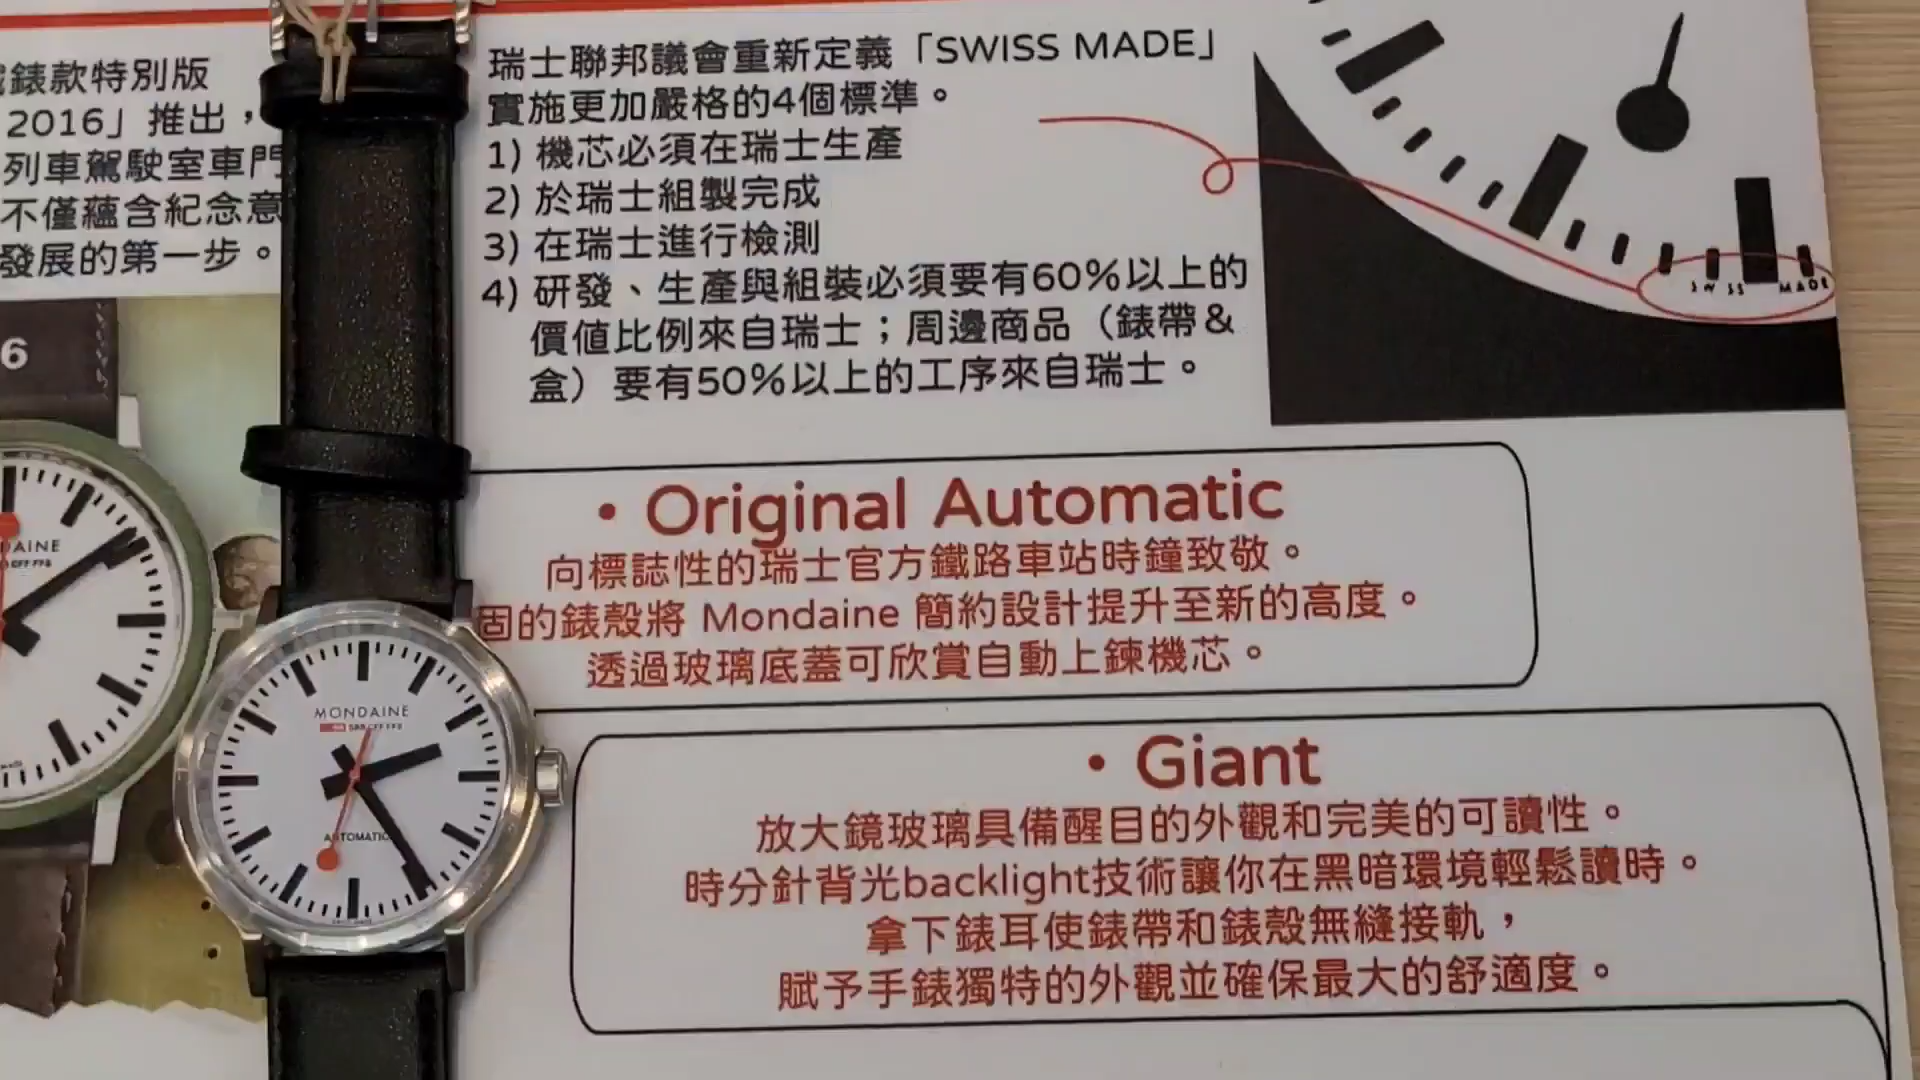 錶款特別版
2016」推出，
列車駕駛室車門
不僅蘊含紀念意
發展的第一步。
6
瑞士聯邦議會重新定義「SWISS MADE」
實施更加嚴格的4個標準。
1) 機芯必須在瑞士生產
2) 於瑞士組製完成
3) 在瑞士進行檢測
4) 研發、生產與組裝必須要有60%以上的
價值比例來自瑞士；周邊商品（錶帶&
盒）要有50%以上的工序來自瑞士。
SWISS MADE
• Original Automatic
向標誌性的瑞士官方鐵路車站時鐘致敬。
固的錶殼將 Mondaine 簡約設計提升至新的高度。
透過玻璃底蓋可欣賞自動上鍊機芯。
• Giant
放大鏡玻璃具備醒目的外觀和完美的可讀性。
時分針背光backlight技術讓你在黑暗環境輕鬆讀時。
拿下錶耳使錶帶和錶殼無縫接軌，
賦予手錶獨特的外觀並確保最大的舒適度。
DAINE
MONDAINE
SBB CFF FFS
AUTOMATIC